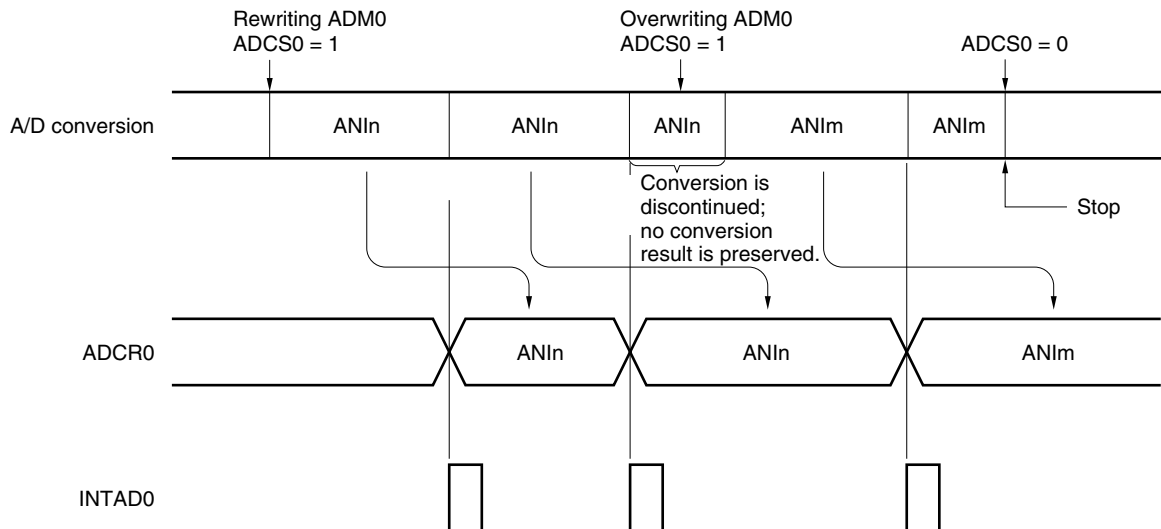 Rewriting ADM0
ADCS0 = 1
Overwriting ADM0
ADCS0 = 1
ADCS0 = 0
A/D conversion
ANIn
ANIn
ANIn
ANIm
ANIm
Conversion is
discontinued;
no conversion
result is preserved.
Stop
ADCR0
ANIn
ANIn
ANIm
INTAD0